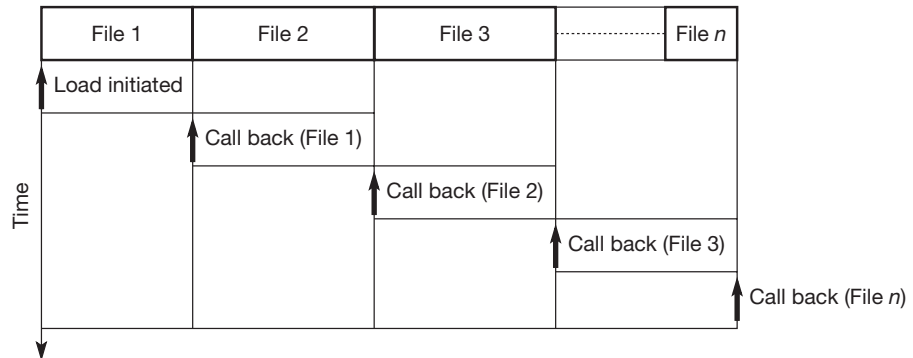 File 1 File 2 File 3 File n
Load initiated
Call back (File 1)
Call back (File 2)
Call back (File 3)
Call back (File n)
Time